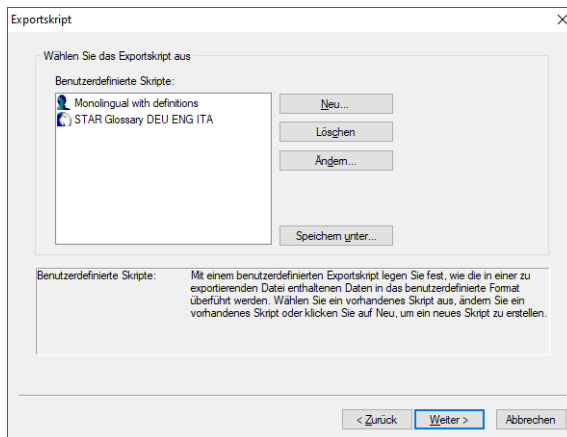 Exportskript
Wählen Sie das Exportskript aus
Benutzerdefinierte Skripte:
Monolingual with definitions
STAR Glossary DEU ENG ITA
Neu...
Löschen
Ändern...
Speichern unter...
Benutzerdefinierte Skripte:
Mit einem benutzerdefinierten Exportskript legen Sie fest, wie die in einer zu
exportierenden Datei enthaltenen Daten in das benutzerdefinierte Format
überführt werden. Wählen Sie ein vorhandenes Skript aus, ändern Sie ein
vorhandenes Skript oder klicken Sie auf Neu, um ein neues Skript zu erstellen.
< Zurück
Weiter >
Abbrechen